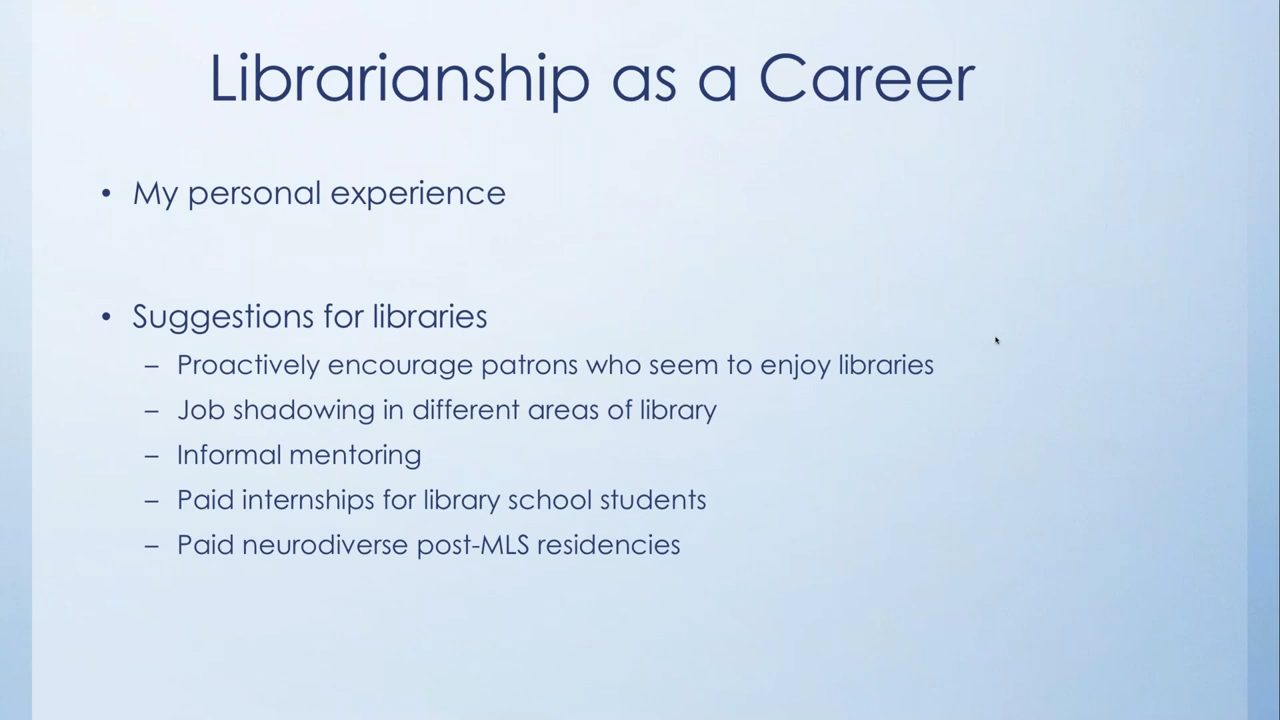 Librarianship as a Career
• My personal experience
• Suggestions for libraries
– Proactively encourage patrons who seem to enjoy libraries
– Job shadowing in different areas of library
– Informal mentoring
– Paid internships for library school students
– Paid neurodiverse post-MLS residencies